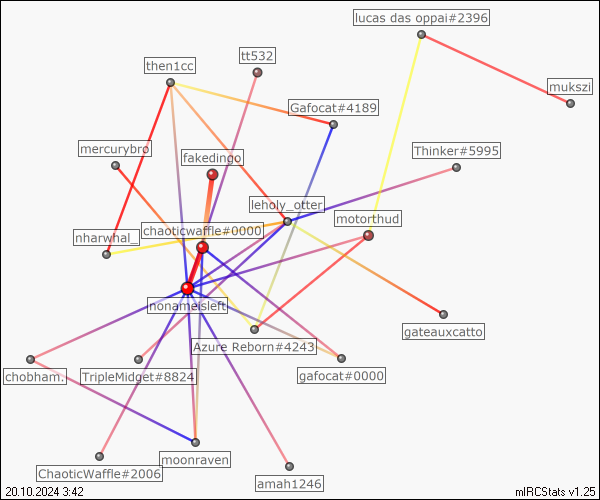 lucas das oppai#2396
tt532
then1cc
mukszi
Gafocat#4189
mercurybro
fakedingo
Thinker#5995
leholy_otter
motorthud
chaoticwaffle#0000
nharwhal_
nonameisleft
gateauxcatto
Azure Reborn#4243
chobham.
TripleMidget#8824
gafocat#0000
moonraven
ChaoticWaffle#2006
amah1246
20.10.2024 3:42
mIRCStats v1.25